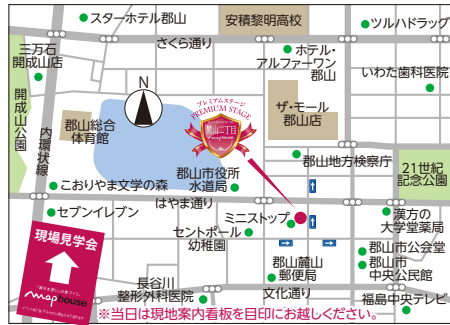 スターホテル郡山
安積黎明高校
ツルハドラッグ
さくら通り
三万石
開成山店
ホテル・
アルファーワン
郡山
いわた歯科医院
N
開成山公園
内環状線
プレミアムステージ
PREMIUM STAGE
maphouse
ザ・モール
郡山店
郡山総合
体育館
郡山市役所
水道局
郡山地方検察庁
21世紀
記念公園
こおりやま文学の森
はやま通り
セブンイレブン
ミニストップ
漢方の
大学堂薬局
セントポール
幼稚園
現場見学会
maphouse
郡山麓山
郵便局
郡山市公会堂
郡山市
中央公民館
長谷川
整形外科医院
文化通り
福島中央テレビ
※当日は現地案内看板を目印にお越しください。